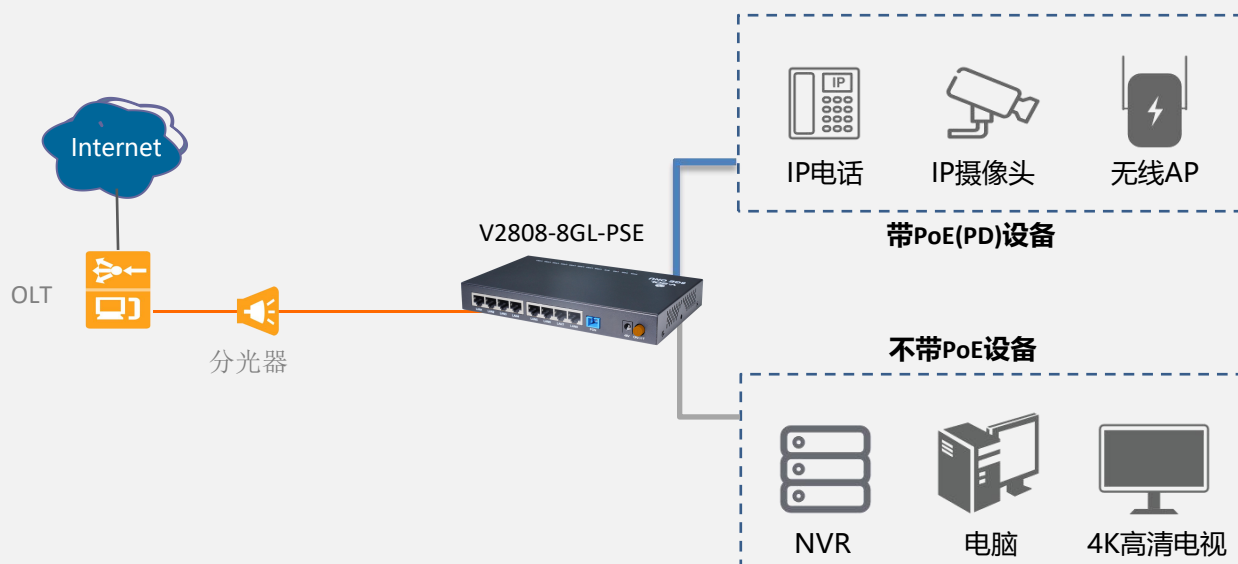 Internet
OLT
分光器
V2808-8GL-PSE
IP
IP电话
IP摄像头
无线AP
带PoE(PD)设备
不带PoE设备
NVR
电脑
4K高清电视